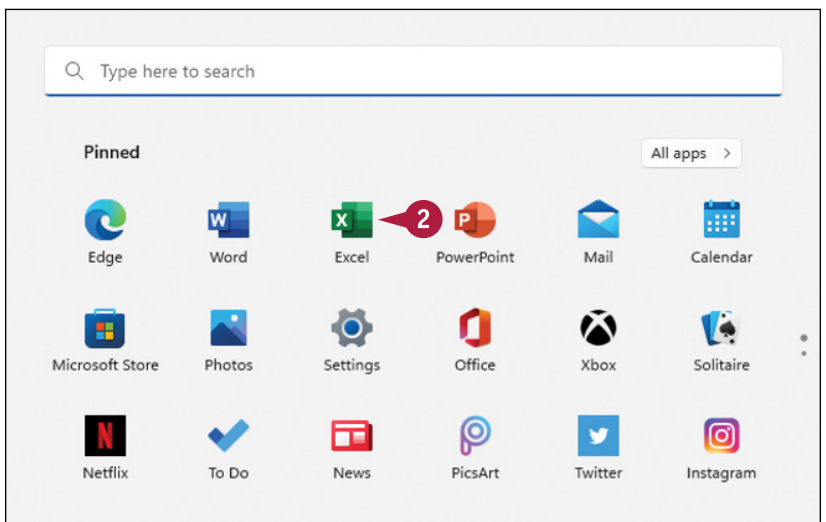 Type here to search
Pinned
All apps >
W X 2 P
Edge Word Excel PowerPoint Mail Calendar
Microsoft Store Photos Settings Office Xbox Solitaire
N
Netflix To Do News PicsArt Twitter Instagram